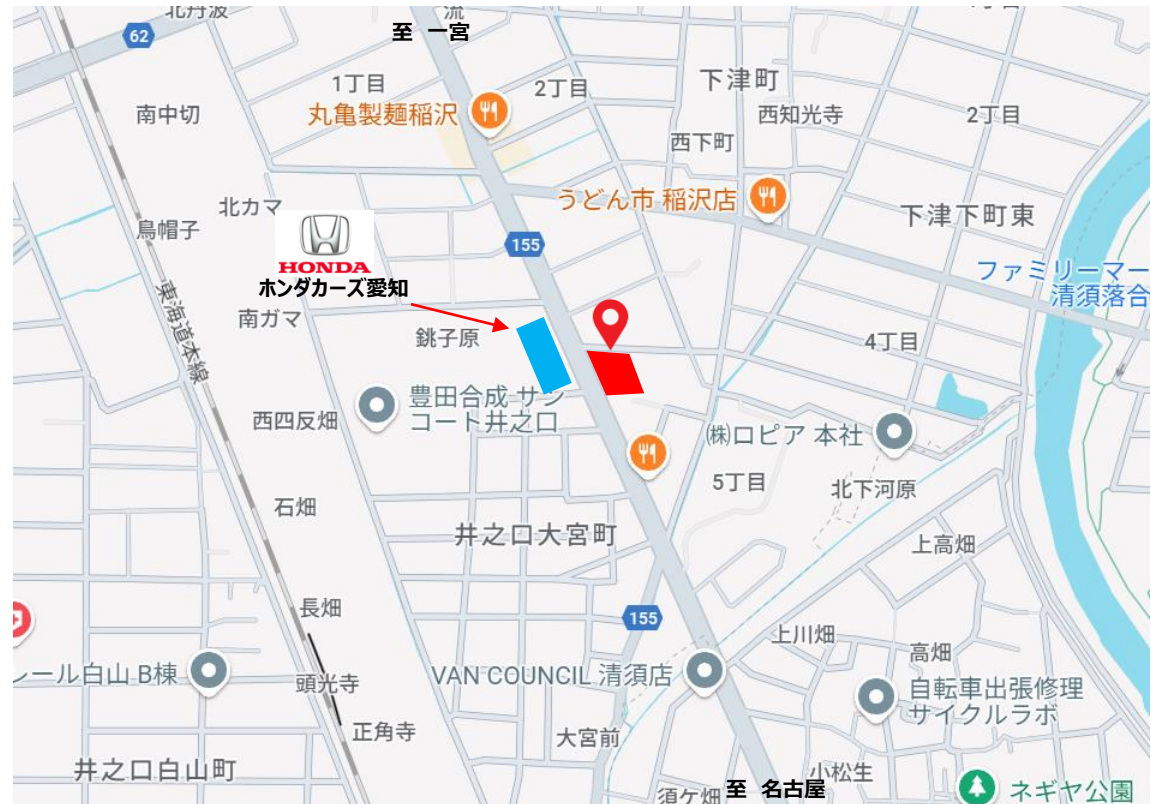 北丹波
62
至 一宮
流
1丁目
2丁目
下津町
南中切
丸亀製麺稲沢
西知光寺
2丁目
西下町
うどん市 稲沢店
北カマ
下津下町東
鳥帽子
155
HONDA
ホンダカーズ愛知
ファミリーマー
清須落合
東海道本線
南ガマ
銚子原
4丁目
豊田合成 サン
コート井之口
西四反畑
㈱ロピア 本社
5丁目
北下河原
石畑
井之口大宮町
上高畑
長畑
155
上川畑
高畑
レール白山 B棟
VAN COUNCIL 清須店
頭光寺
自転車出張修理
サイクルラボ
正角寺
大宮前
井之口白山町
小松生
須ケ畑
至 名古屋
ネギヤ公園